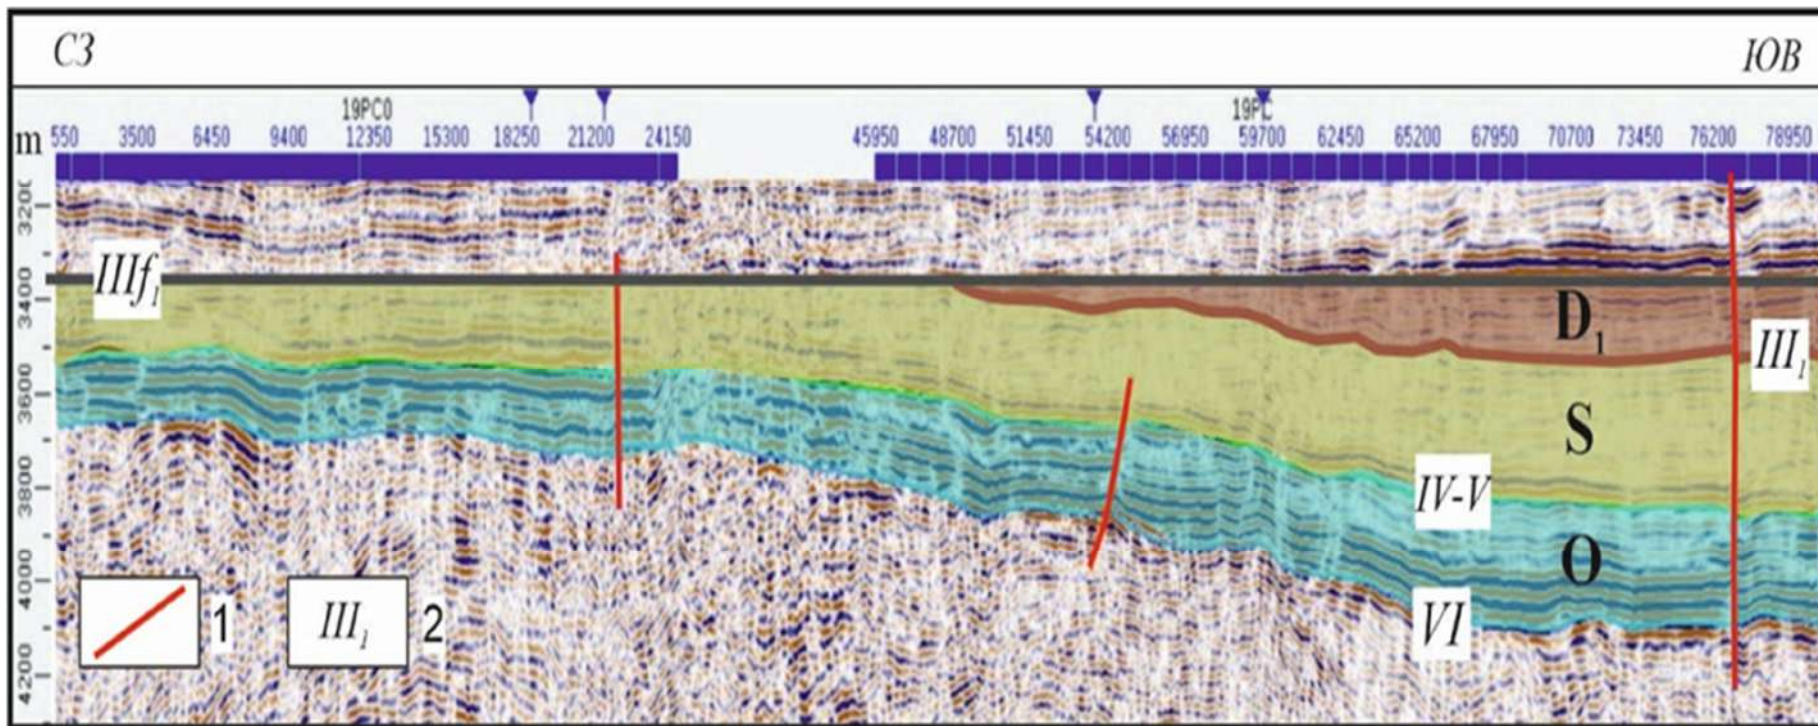 СЗ ЮВ
19PC0 19PL
m 550 3500 6450 9400 12350 15300 18250 21200 24150 45950 48700 51450 54200 56950 59700 62450 65200 67950 70700 73450 76200 78950
3200
IIIf₁
3400
D₁
III₁
3600
S
3800
IV-V
O
4000
1 III₁ 2
VI
4200